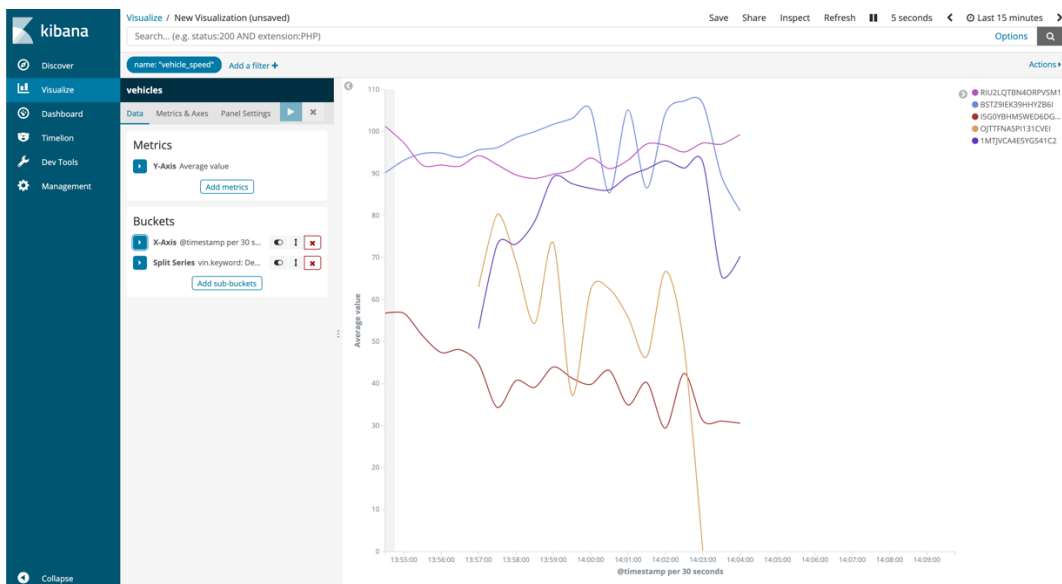 kibana
Discover
Visualize
Dashboard
Timelion
Dev Tools
Management
Collapse
Visualize / New Visualization (unsaved)
Save Share Inspect Refresh 5 seconds Last 15 minutes
Search... (e.g. status:200 AND extension:PHP)
Options
name: "vehicle_speed" Add a filter +
Actions
vehicles
Data Metrics & Axes Panel Settings
Metrics
Y-Axis Average value
Add metrics
Buckets
X-Axis @timestamp per 30 s...
Split Series vin.keyword: De...
Add sub-buckets
Average value
110
100
90
80
70
60
50
40
30
20
10
0
13:55:00 13:56:00 13:57:00 13:58:00 13:59:00 14:00:00 14:01:00 14:02:00 14:03:00 14:04:00 14:05:00 14:06:00 14:07:00 14:08:00 14:09:00
@timestamp per 30 seconds
RIU2LQTBN4ORPVSM1
BSTZ9IEK39HHYZB6I
I5G0YBHMSWED6DG...
OJTTFNASPI131CVEI
1MTJVCA4ESYG541C2